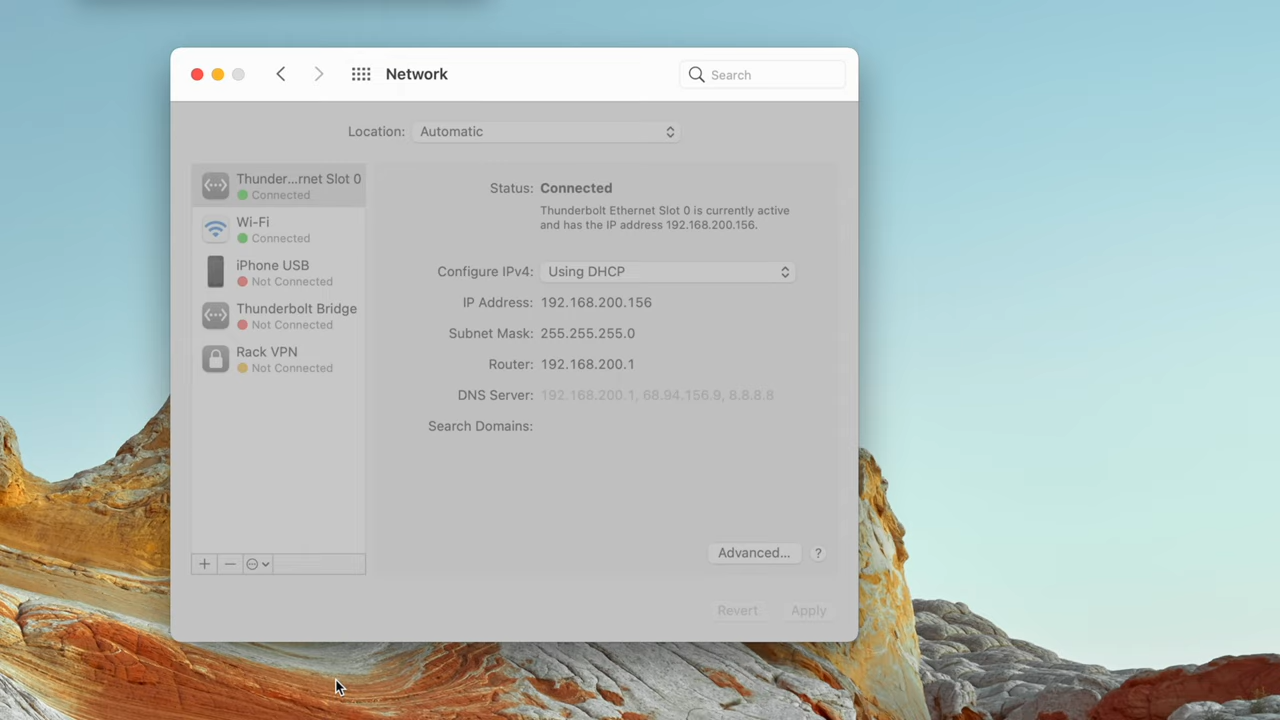 Network
Search
Location: Automatic
Thunder...rnet Slot 0
Connected
Wi-Fi
Connected
iPhone USB
Not Connected
Thunderbolt Bridge
Not Connected
Rack VPN
Not Connected
Status: Connected
Thunderbolt Ethernet Slot 0 is currently active
and has the IP address 192.168.200.156.
Configure IPv4: Using DHCP
IP Address: 192.168.200.156
Subnet Mask: 255.255.255.0
Router: 192.168.200.1
DNS Server: 192.168.200.1, 68.94.156.9, 8.8.8.8
Search Domains:
Advanced... ?
Revert Apply